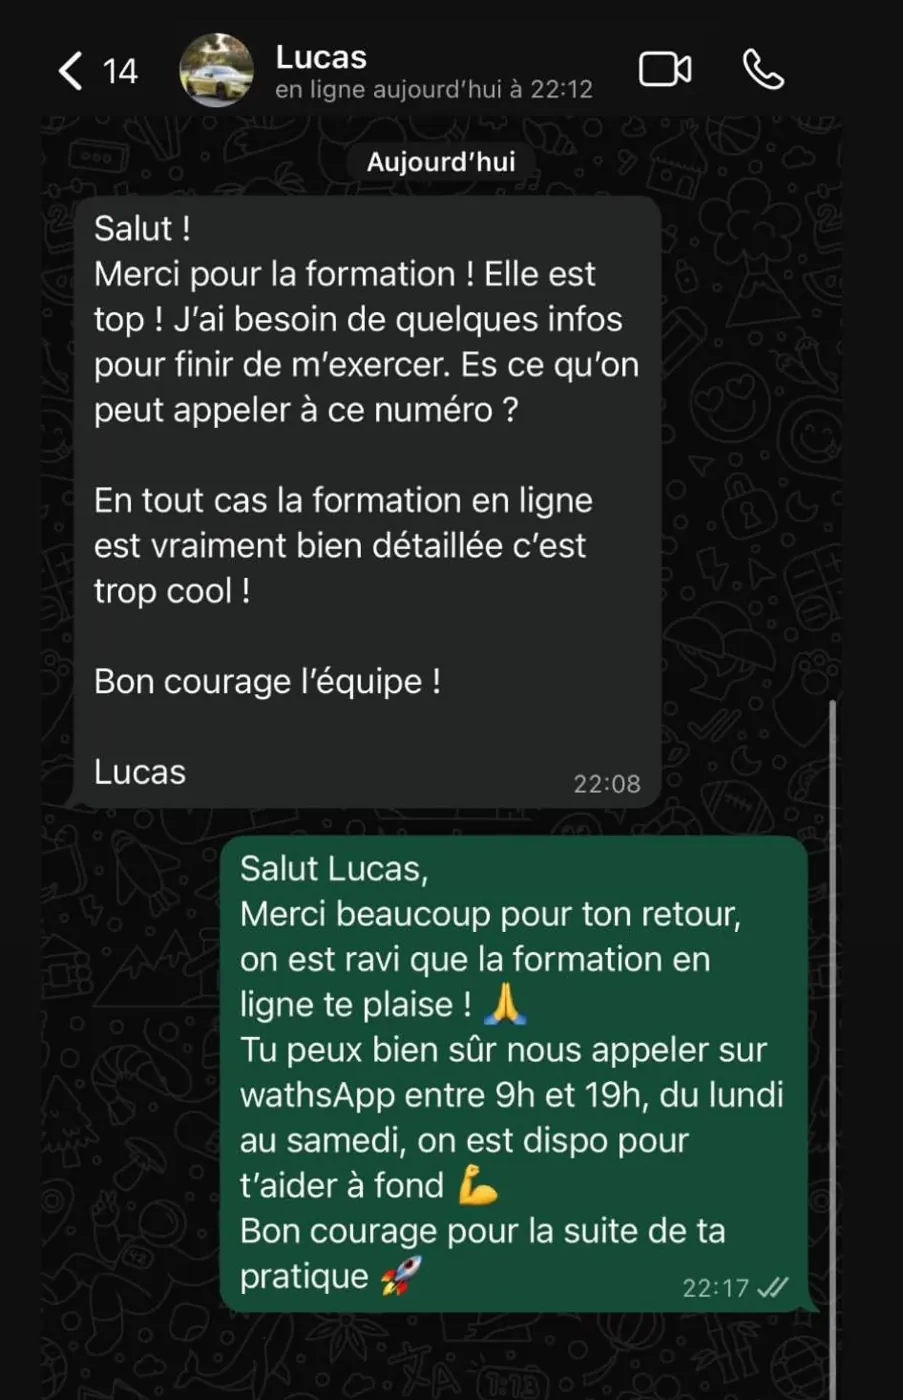 14
Lucas
en ligne aujourd’hui à 22:12
Aujourd’hui
Salut !
Merci pour la formation ! Elle est
top ! J’ai besoin de quelques infos
pour finir de m’exercer. Es ce qu’on
peut appeler à ce numéro ?
En tout cas la formation en ligne
est vraiment bien détaillée c’est
trop cool !
Bon courage l’équipe !
Lucas
22:08
Salut Lucas,
Merci beaucoup pour ton retour,
on est ravi que la formation en
ligne te plaise ! 🙏
Tu peux bien sûr nous appeler sur
wathsApp entre 9h et 19h, du lundi
au samedi, on est dispo pour
t’aider à fond 💪
Bon courage pour la suite de ta
pratique 🚀
22:17